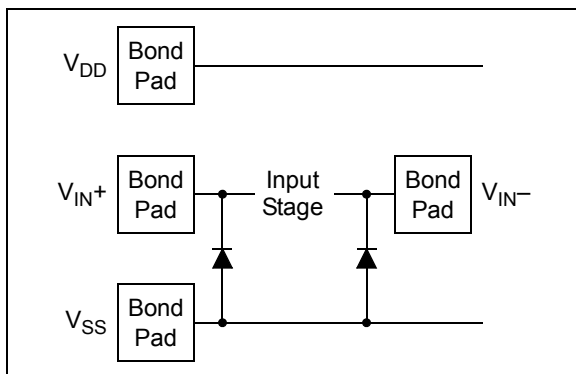 V_DD Bond Pad
V_IN+ Bond Pad Input Stage Bond Pad V_IN–
V_SS Bond Pad